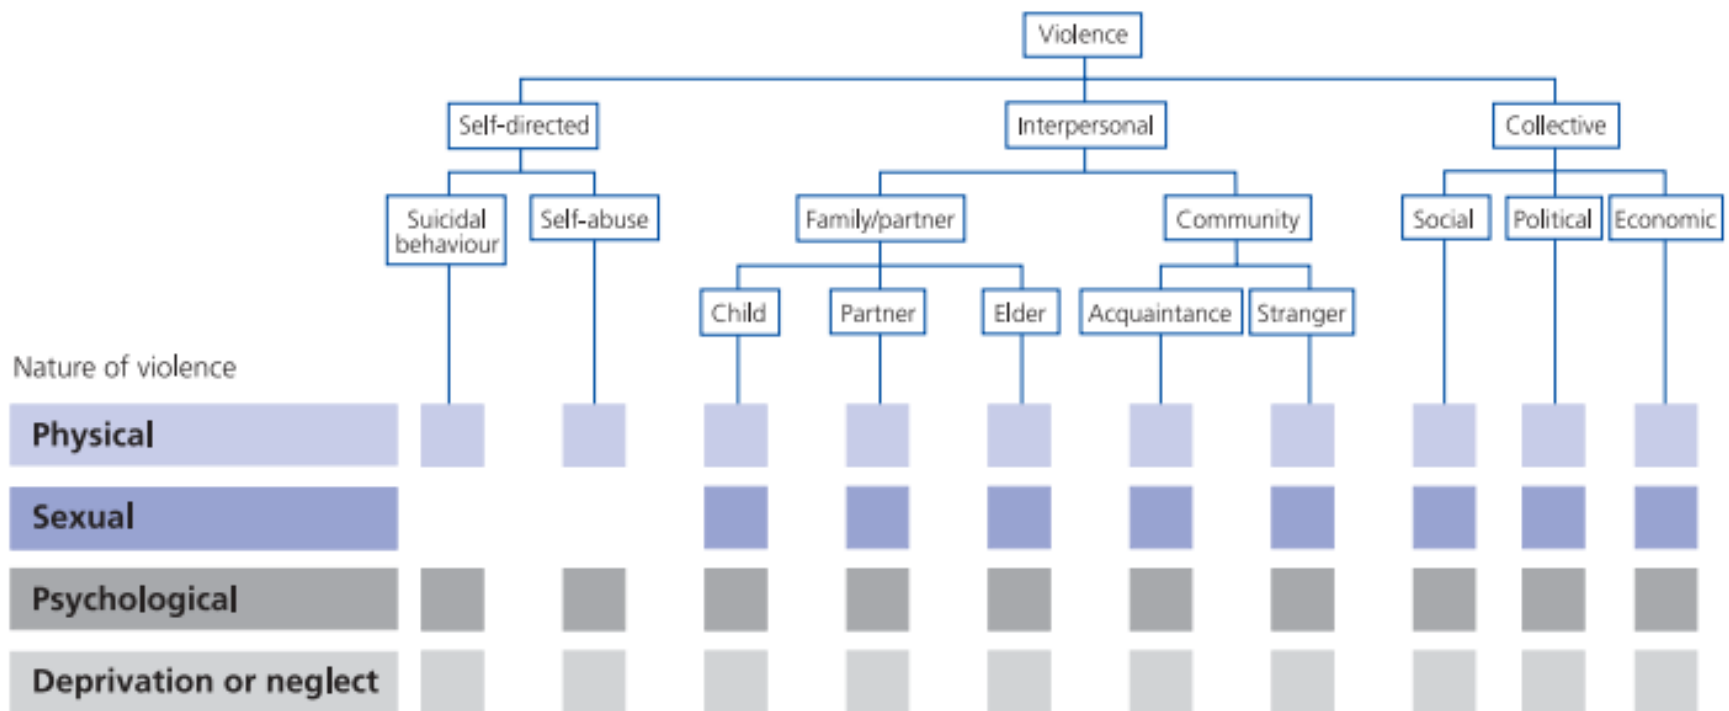 Violence
Self-directed
Interpersonal
Collective
Suicidal
behaviour
Self-abuse
Family/partner
Community
Social
Political
Economic
Child
Partner
Elder
Acquaintance
Stranger
Nature of violence
Physical
Sexual
Psychological
Deprivation or neglect